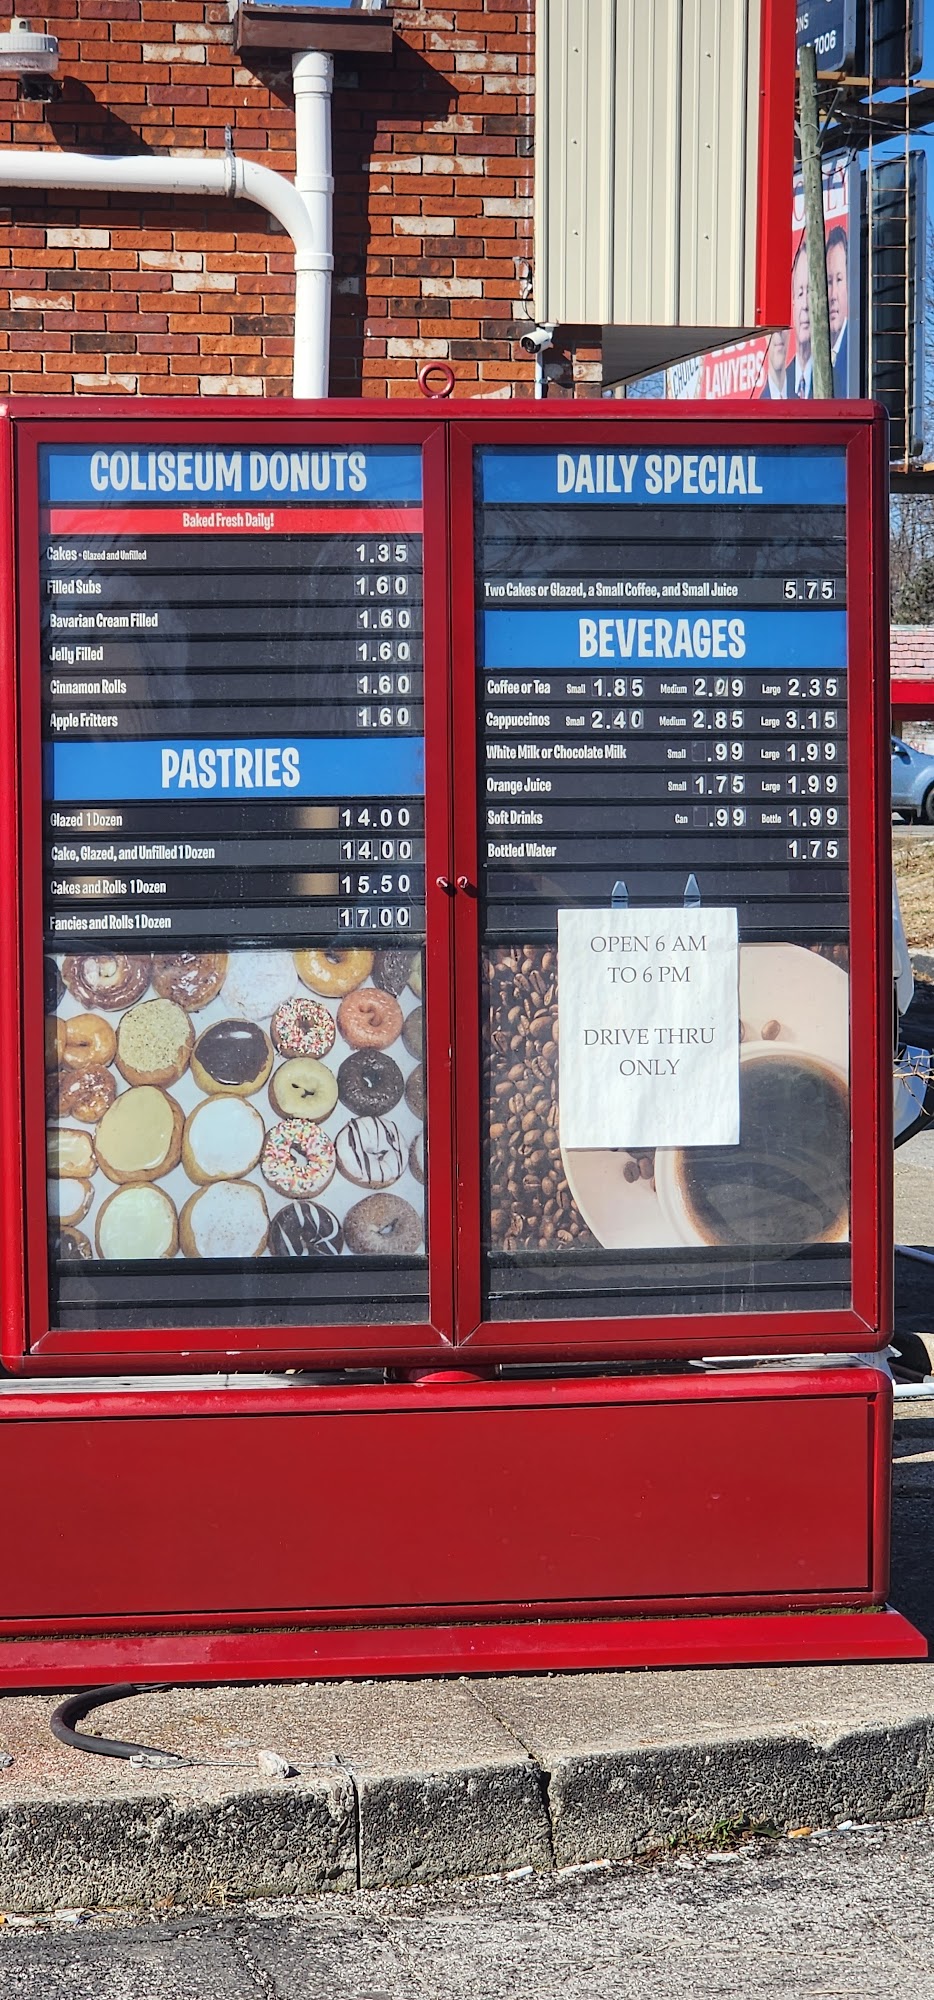 ONS
7006
CHOICE
LAWYERS
COLISEUM DONUTS
Baked Fresh Daily!
Cakes - Glazed and Unfilled 1.35
Filled Subs 1.60
Bavarian Cream Filled 1.60
Jelly Filled 1.60
Cinnamon Rolls 1.60
Apple Fritters 1.60
PASTRIES
Glazed 1 Dozen 14.00
Cake, Glazed, and Unfilled 1 Dozen 14.00
Cakes and Rolls 1 Dozen 15.50
Fancies and Rolls 1 Dozen 17.00
DAILY SPECIAL
Two Cakes or Glazed, a Small Coffee, and Small Juice 5.75
BEVERAGES
Coffee or Tea Small 1.85 Medium 2.09 Large 2.35
Cappuccinos Small 2.40 Medium 2.85 Large 3.15
White Milk or Chocolate Milk Small .99 Large 1.99
Orange Juice Small 1.75 Large 1.99
Soft Drinks Can .99 Bottle 1.99
Bottled Water 1.75
OPEN 6 AM
TO 6 PM
DRIVE THRU
ONLY